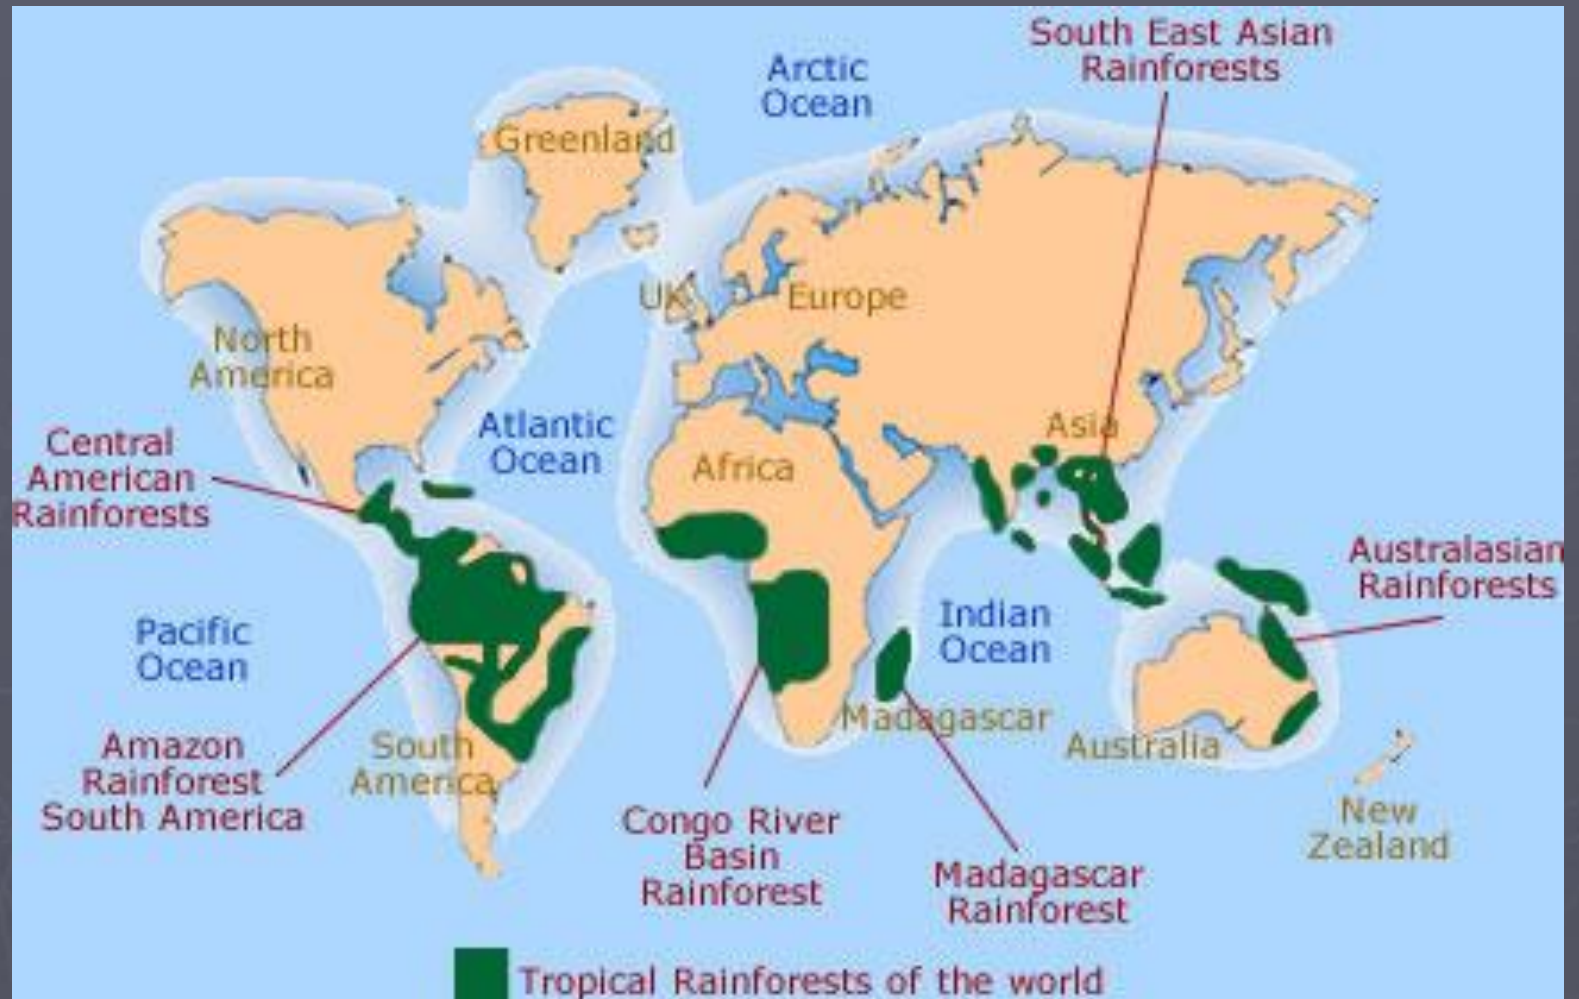 South East Asian
Rainforests
Arctic
Ocean
Greenland
UK
Europe
North
America
Atlantic
Ocean
Asia
Africa
Central
American
Rainforests
Australasian
Rainforests
Indian
Ocean
Pacific
Ocean
Madagascar
Australia
Amazon
Rainforest
South America
South
America
Congo River
Basin
Rainforest
Madagascar
Rainforest
New
Zealand
Tropical Rainforests of the world